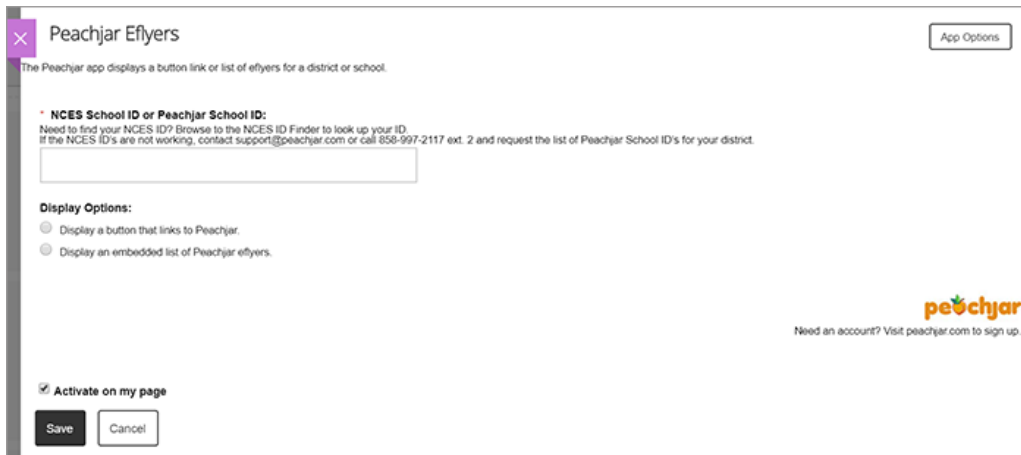 Peachjar Eflyers
App Options
The Peachjar app displays a button link or list of eflyers for a district or school.
* NCES School ID or Peachjar School ID:
Need to find your NCES ID? Browse to the NCES ID Finder to look up your ID.
If the NCES ID's are not working, contact support@peachjar.com or call 858-997-2117 ext. 2 and request the list of Peachjar School ID's for your district.
Display Options:
Display a button that links to Peachjar.
Display an embedded list of Peachjar eflyers.
peachjar
Need an account? Visit peachjar.com to sign up.
Activate on my page
Save
Cancel